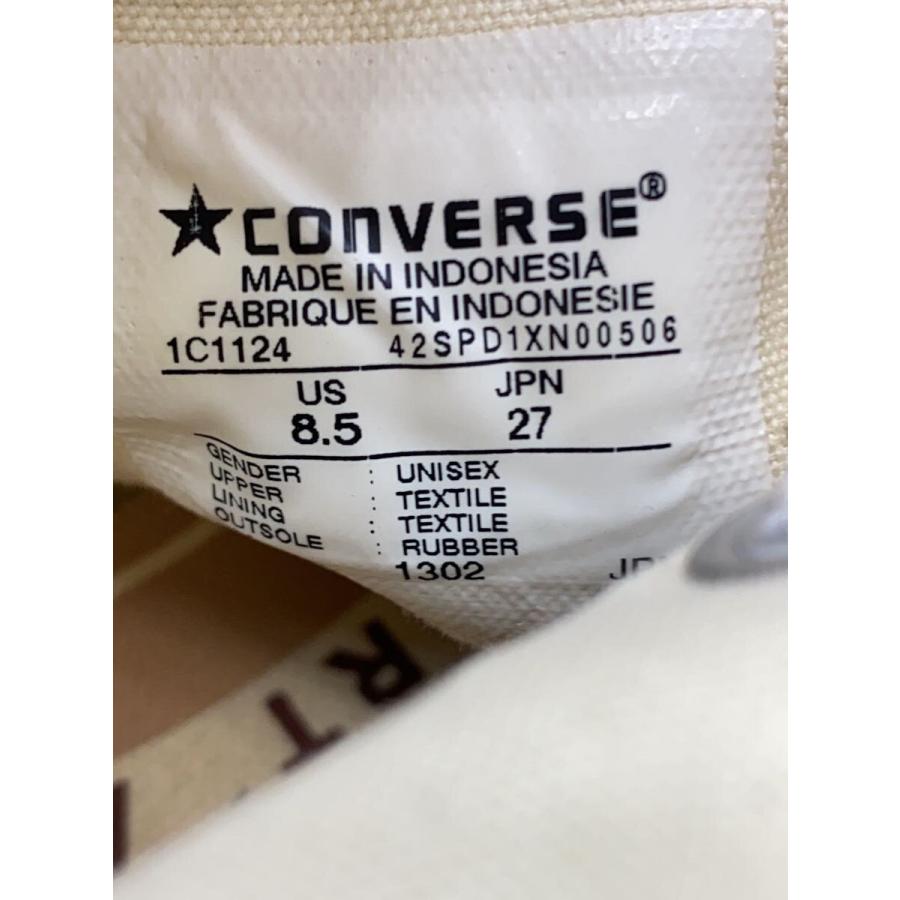 ★CONVERSE®
MADE IN INDONESIA
FABRIQUE EN INDONESIE
1C1124 42SPD1XN00506
US JPN
8.5 27
GENDER : UNISEX
UPPER : TEXTILE
LINING : TEXTILE
OUTSOLE : RUBBER
1302
RT